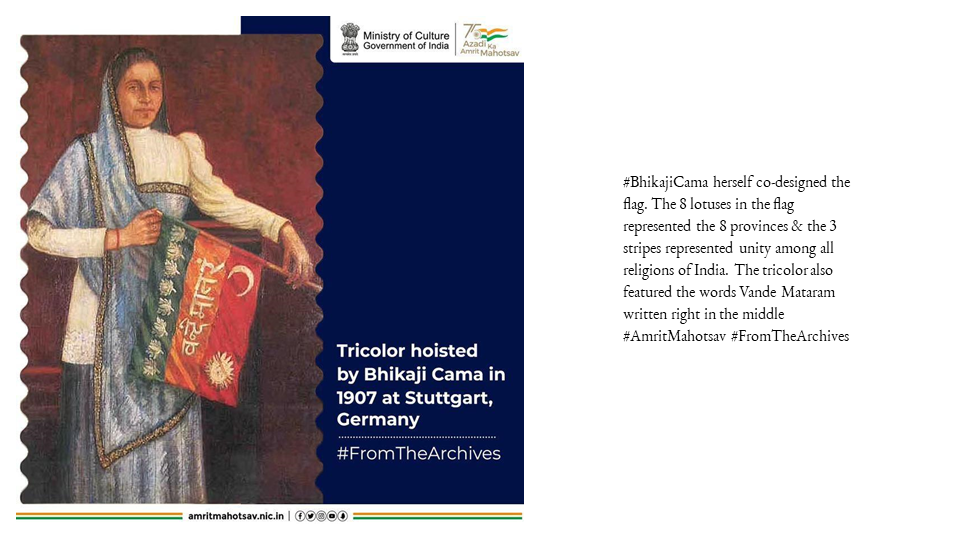 Ministry of Culture
Government of India
75
Azadi Ka
Amrit Mahotsav
वन्दे मातरं
Tricolor hoisted
by Bhikaji Cama in
1907 at Stuttgart,
Germany
#FromTheArchives
amritmahotsav.nic.in
#BhikajiCama herself co-designed the
flag. The 8 lotuses in the flag
represented the 8 provinces & the 3
stripes represented unity among all
religions of India. The tricolor also
featured the words Vande Mataram
written right in the middle
#AmritMahotsav #FromTheArchives